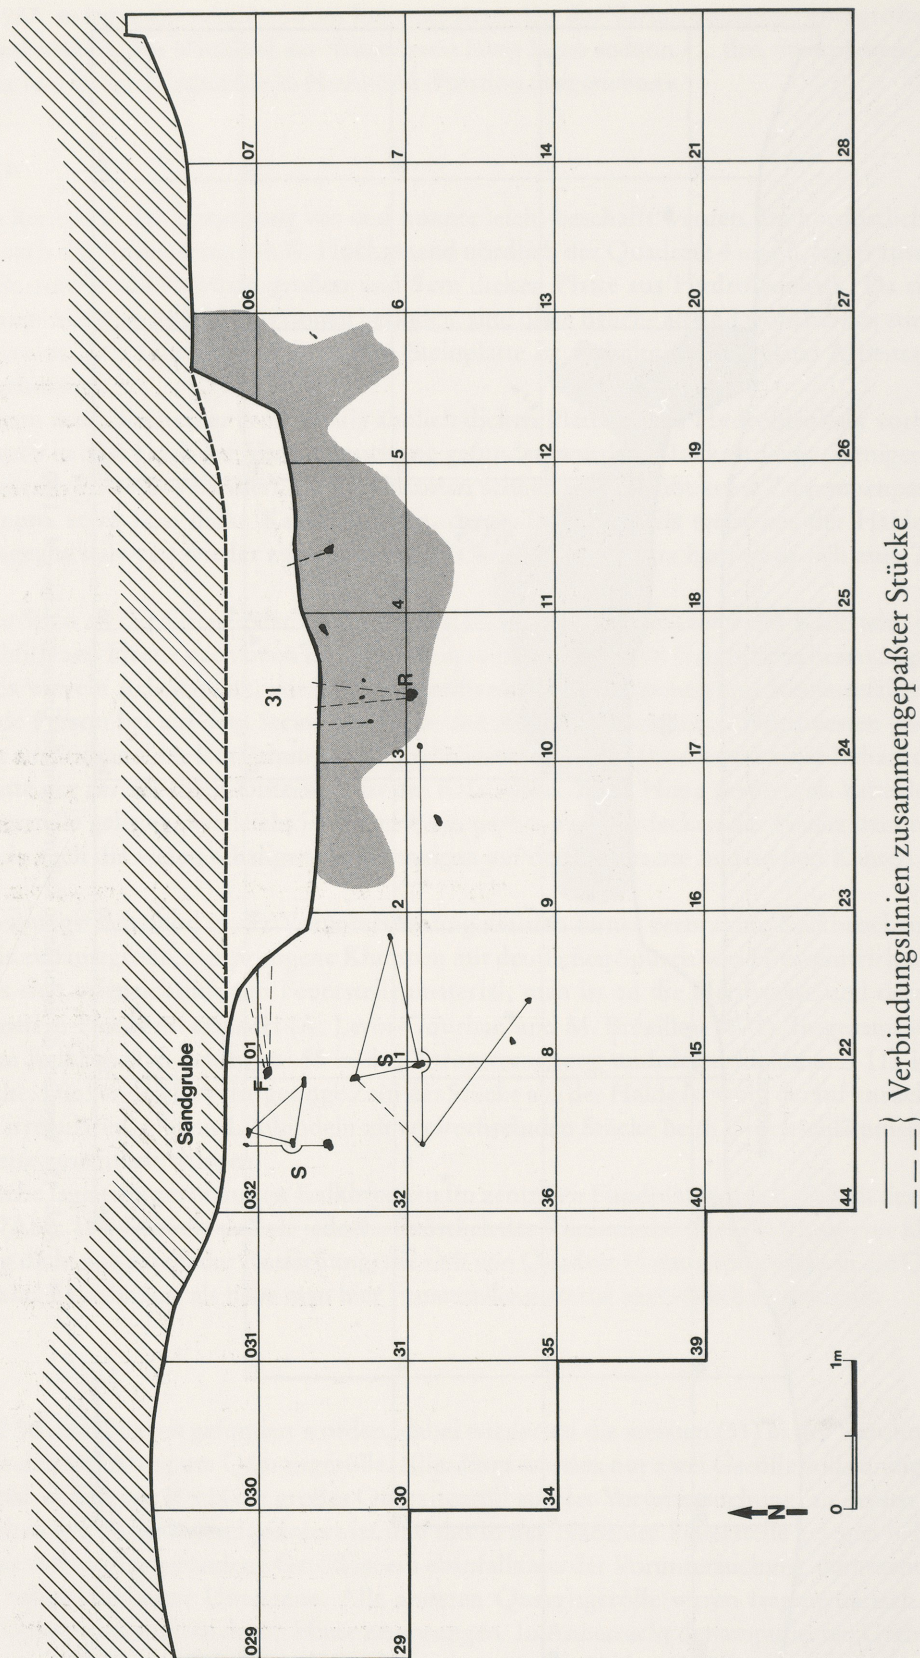 Sandgrube
029 030 031 032 01 06 07
F
31
S
S
29 30 31 32 1 2 3 4 5 6 7
R
34 35 36 8 9 10 11 12 13 14
39 40 15 16 17 18 19 20 21
N
44 22 23 24 25 26 27 28
0 1m
Verbindungslinien zusammengepaßter Stücke